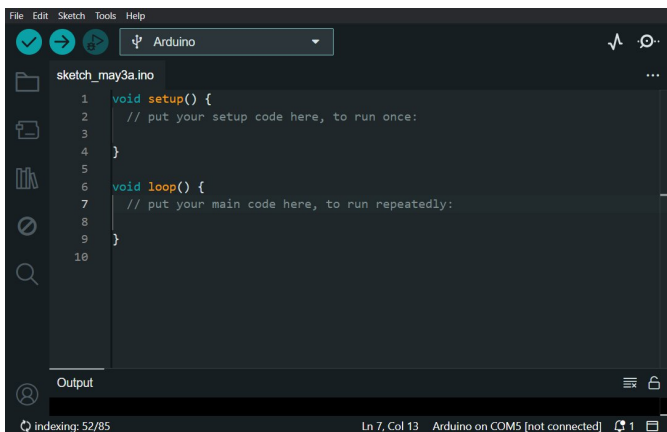 File Edit Sketch Tools Help
Arduino
sketch_may3a.ino
1 void setup() {
2 // put your setup code here, to run once:
3
4 }
5
6 void loop() {
7 // put your main code here, to run repeatedly:
8
9 }
10
Output
indexing: 52/85 Ln 7, Col 13 Arduino on COM5 [not connected] 1